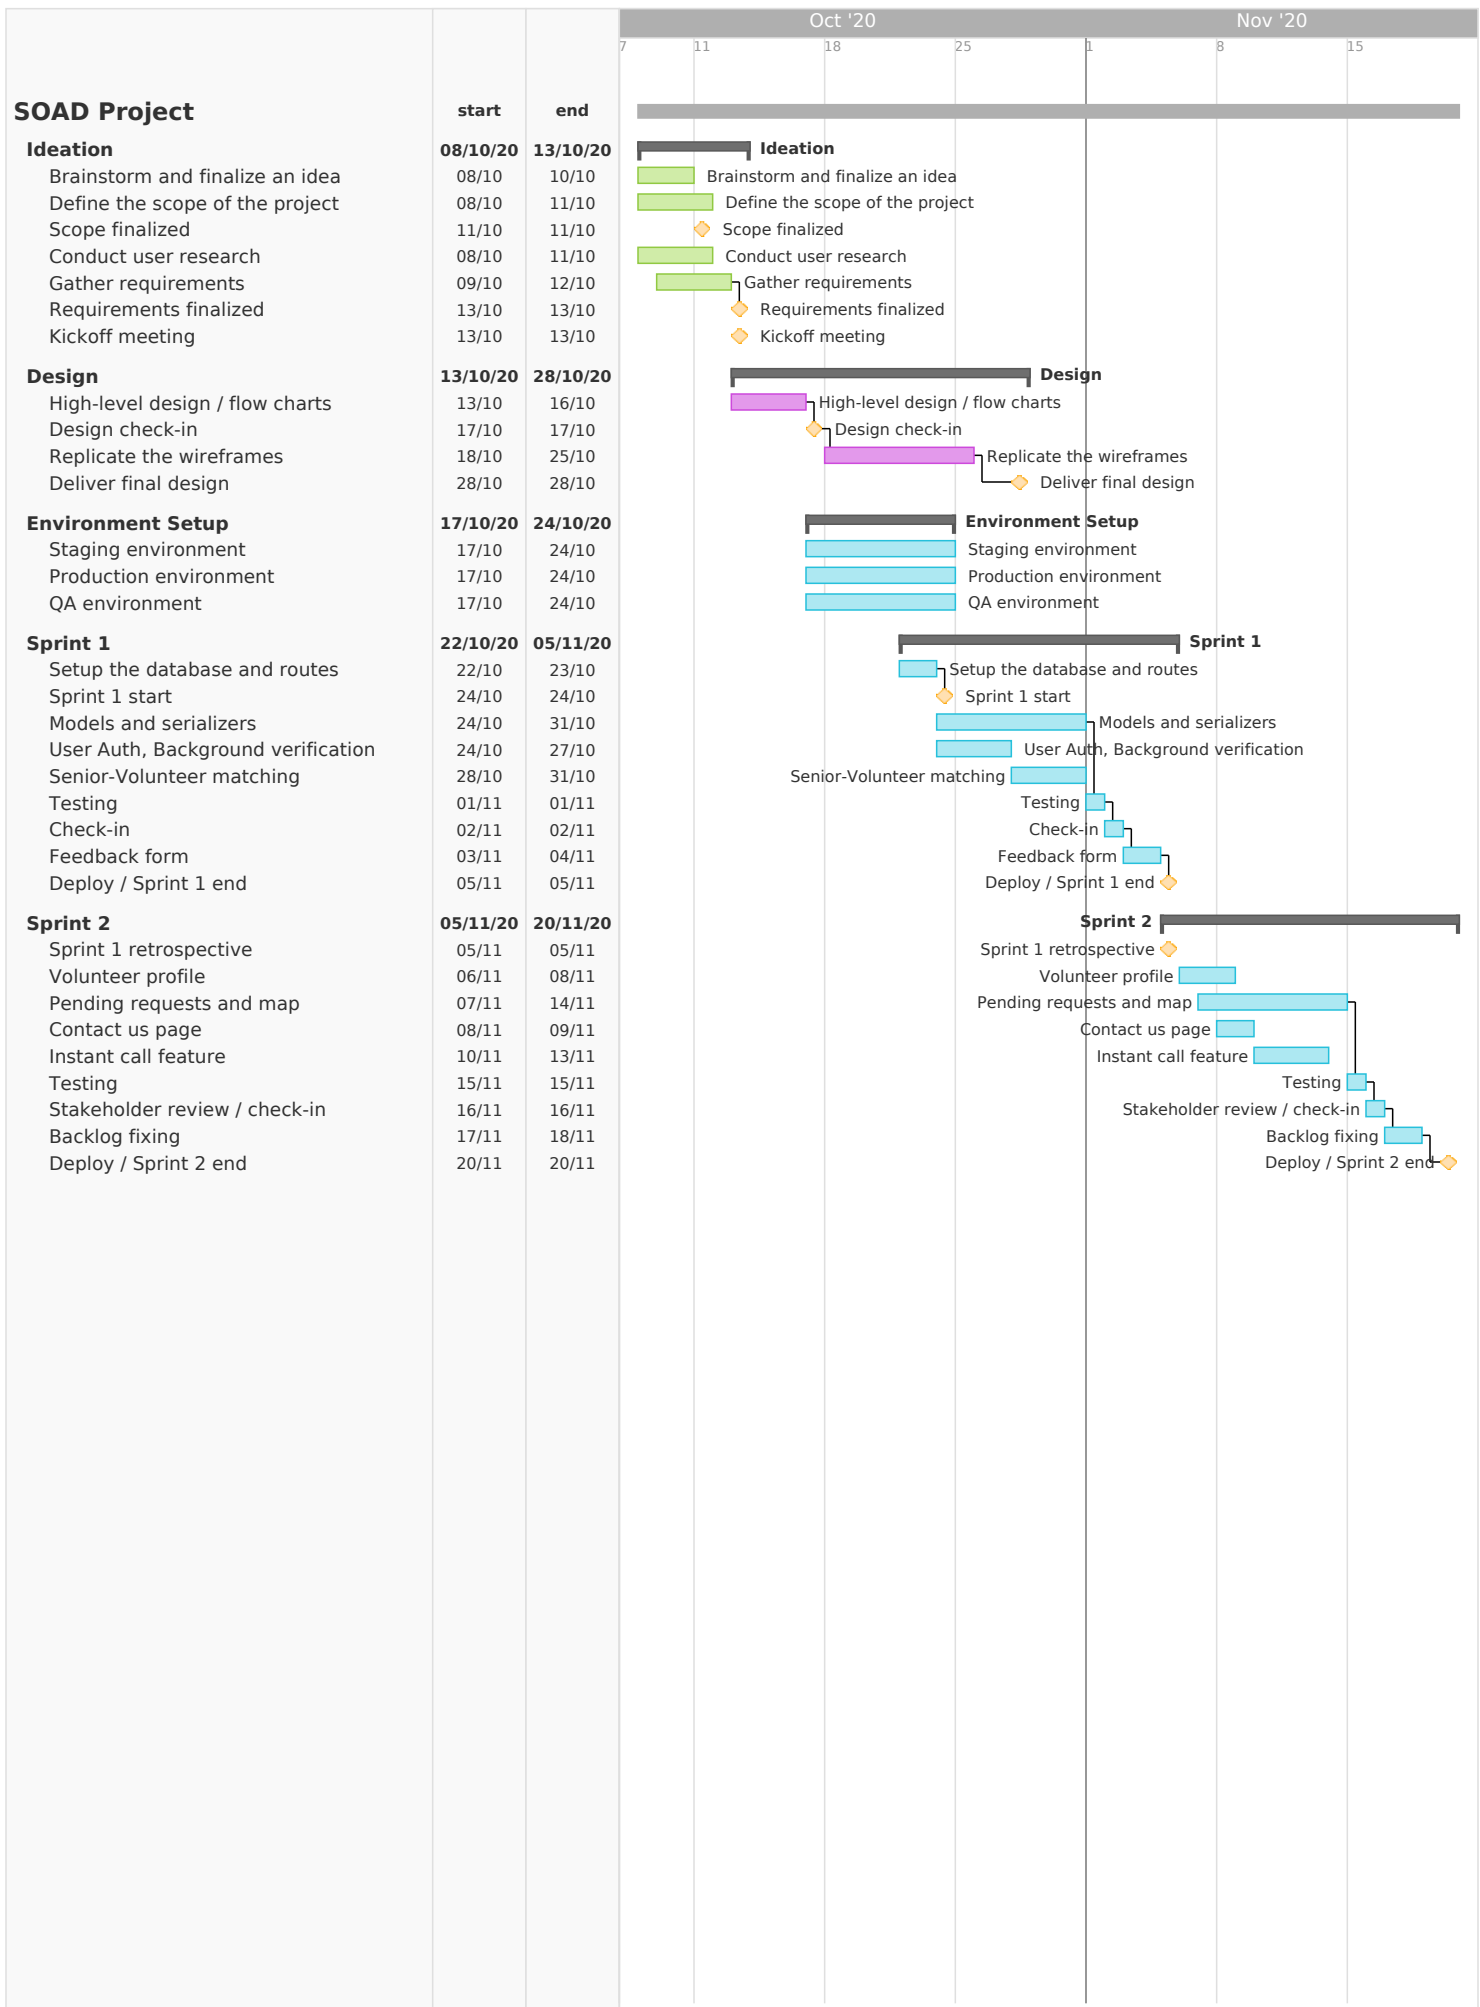 Oct '20 Nov '20
7 11 18 25 1 8 15
SOAD Project start end
Ideation 08/10/20 13/10/20 Ideation
Brainstorm and finalize an idea 08/10 10/10 Brainstorm and finalize an idea
Define the scope of the project 08/10 11/10 Define the scope of the project
Scope finalized 11/10 11/10 Scope finalized
Conduct user research 08/10 11/10 Conduct user research
Gather requirements 09/10 12/10 Gather requirements
Requirements finalized 13/10 13/10 Requirements finalized
Kickoff meeting 13/10 13/10 Kickoff meeting
Design 13/10/20 28/10/20 Design
High-level design / flow charts 13/10 16/10 High-level design / flow charts
Design check-in 17/10 17/10 Design check-in
Replicate the wireframes 18/10 25/10 Replicate the wireframes
Deliver final design 28/10 28/10 Deliver final design
Environment Setup 17/10/20 24/10/20 Environment Setup
Staging environment 17/10 24/10 Staging environment
Production environment 17/10 24/10 Production environment
QA environment 17/10 24/10 QA environment
Sprint 1 22/10/20 05/11/20 Sprint 1
Setup the database and routes 22/10 23/10 Setup the database and routes
Sprint 1 start 24/10 24/10 Sprint 1 start
Models and serializers 24/10 31/10 Models and serializers
User Auth, Background verification 24/10 27/10 User Auth, Background verification
Senior-Volunteer matching 28/10 31/10 Senior-Volunteer matching
Testing 01/11 01/11 Testing
Check-in 02/11 02/11 Check-in
Feedback form 03/11 04/11 Feedback form
Deploy / Sprint 1 end 05/11 05/11 Deploy / Sprint 1 end
Sprint 2 05/11/20 20/11/20 Sprint 2
Sprint 1 retrospective 05/11 05/11 Sprint 1 retrospective
Volunteer profile 06/11 08/11 Volunteer profile
Pending requests and map 07/11 14/11 Pending requests and map
Contact us page 08/11 09/11 Contact us page
Instant call feature 10/11 13/11 Instant call feature
Testing 15/11 15/11 Testing
Stakeholder review / check-in 16/11 16/11 Stakeholder review / check-in
Backlog fixing 17/11 18/11 Backlog fixing
Deploy / Sprint 2 end 20/11 20/11 Deploy / Sprint 2 end